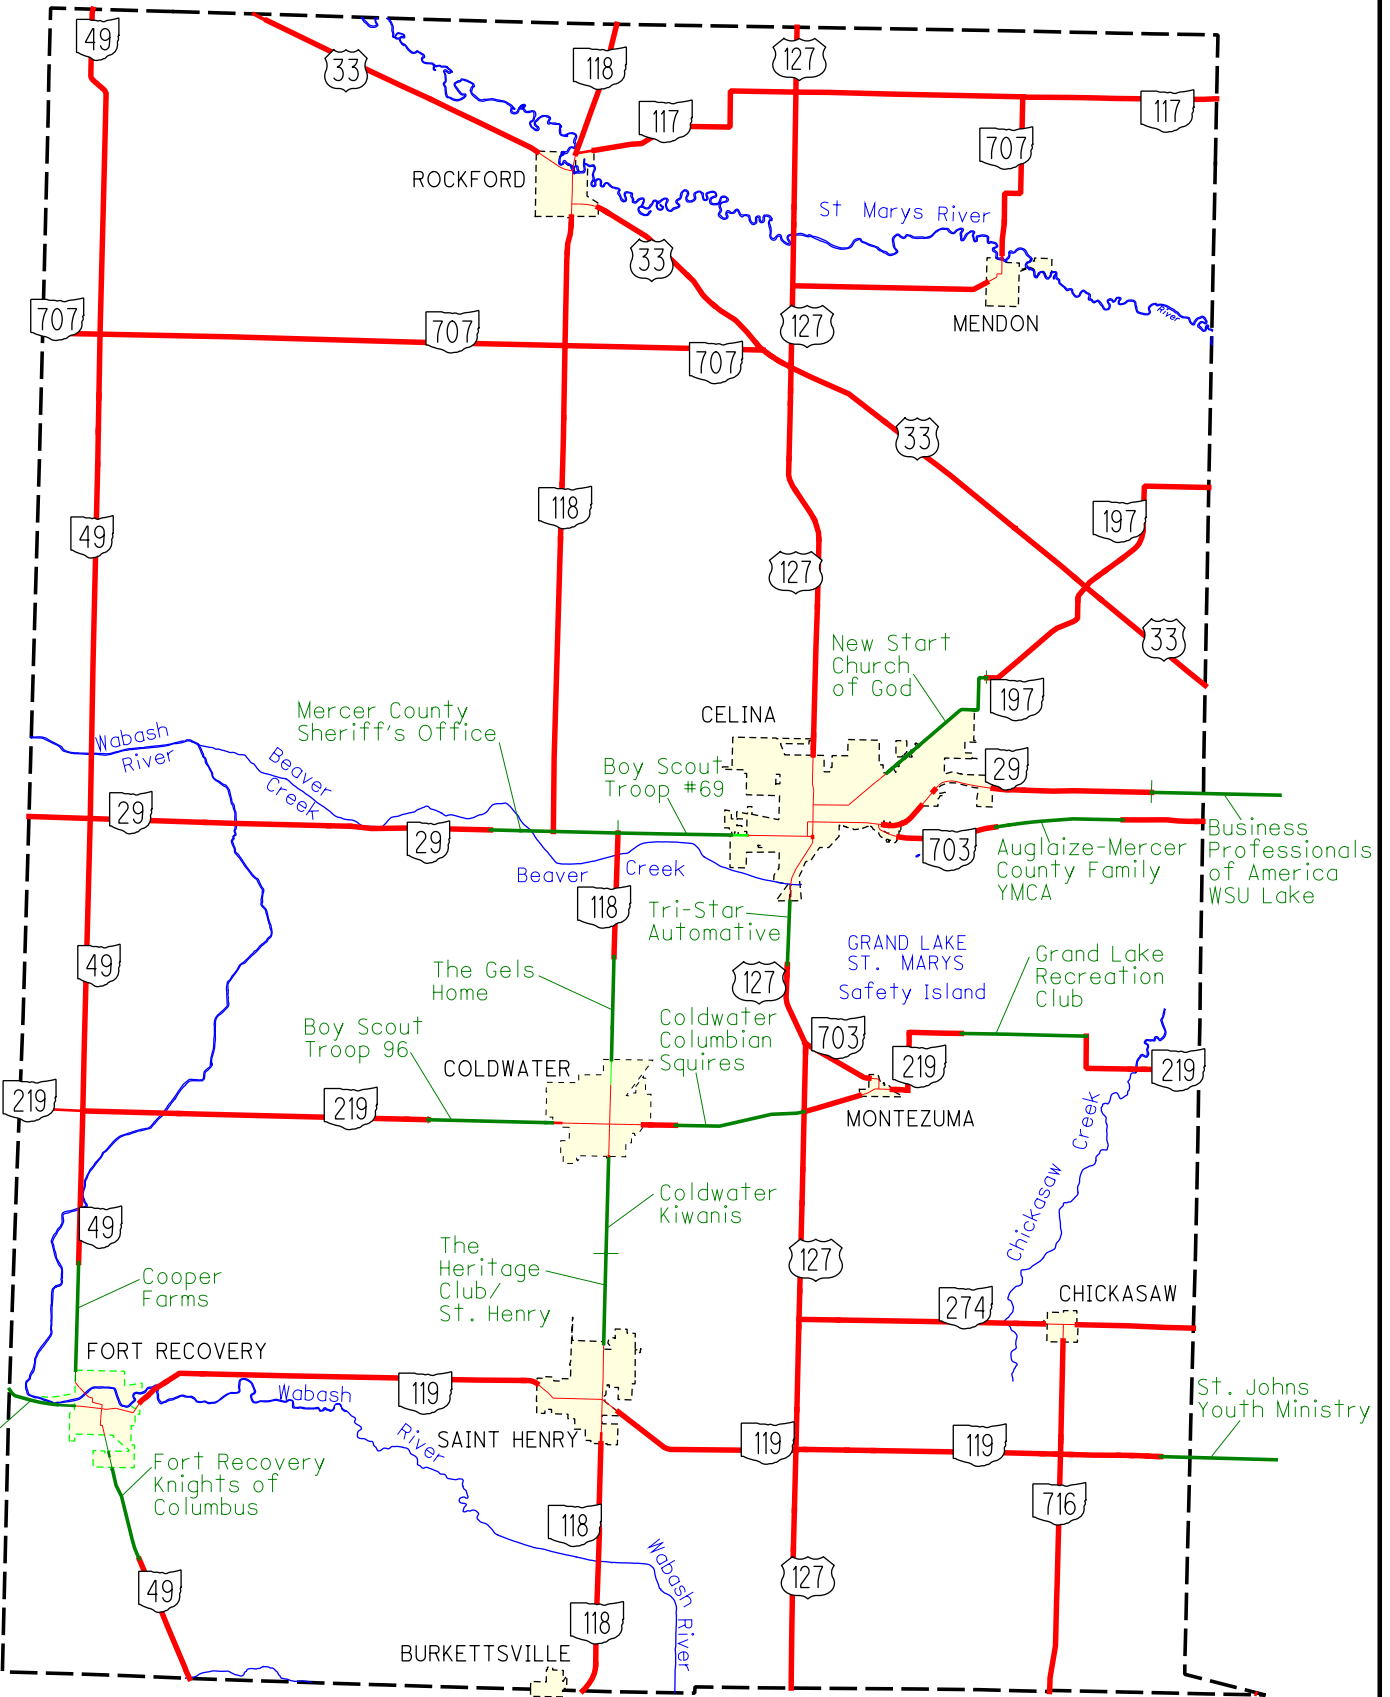 49
33
118
127
117
117
707
ROCKFORD
St Marys River
33
River
707
707
127
MENDON
707
33
118
197
49
127
New Start
Church
of God
33
197
CELINA
Mercer County
Sheriff's Office
Wabash
River
Beaver
Creek
Boy Scout
Troop #69
29
29
29
703
Auglaize-Mercer
County Family
YMCA
Business
Professionals
of America
WSU Lake
Beaver Creek
118
Tri-Star
Automative
GRAND LAKE
ST. MARYS
Safety Island
Grand Lake
Recreation
Club
49
The Gels
Home
127
Coldwater
Columbian
Squires
Boy Scout
Troop 96
703
219
219
COLDWATER
219
219
MONTEZUMA
Chickasaw Creek
Coldwater
Kiwanis
49
The
Heritage
Club/
St. Henry
127
Cooper
Farms
274
CHICKASAW
FORT RECOVERY
119
Wabash
River
SAINT HENRY
119
119
St. Johns
Youth Ministry
Fort Recovery
Knights of
Columbus
118
716
49
127
Wabash River
118
BURKETTSVILLE